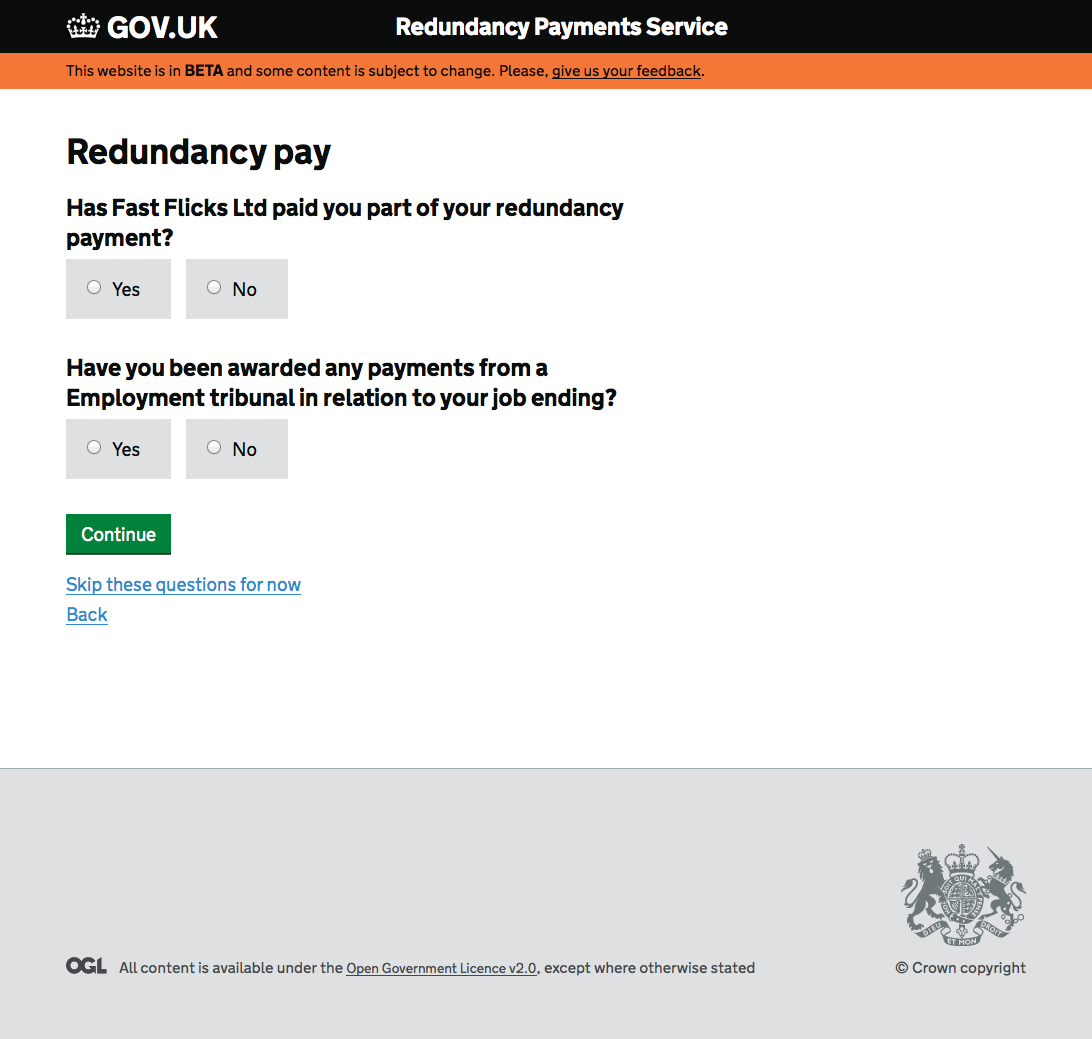 GOV.UK Redundancy Payments Service
This website is in BETA and some content is subject to change. Please, give us your feedback.
Redundancy pay
Has Fast Flicks Ltd paid you part of your redundancy
payment?
Yes No
Have you been awarded any payments from a
Employment tribunal in relation to your job ending?
Yes No
Continue
Skip these questions for now
Back
DIEU ET MON DROIT
OGL All content is available under the Open Government Licence v2.0, except where otherwise stated
© Crown copyright